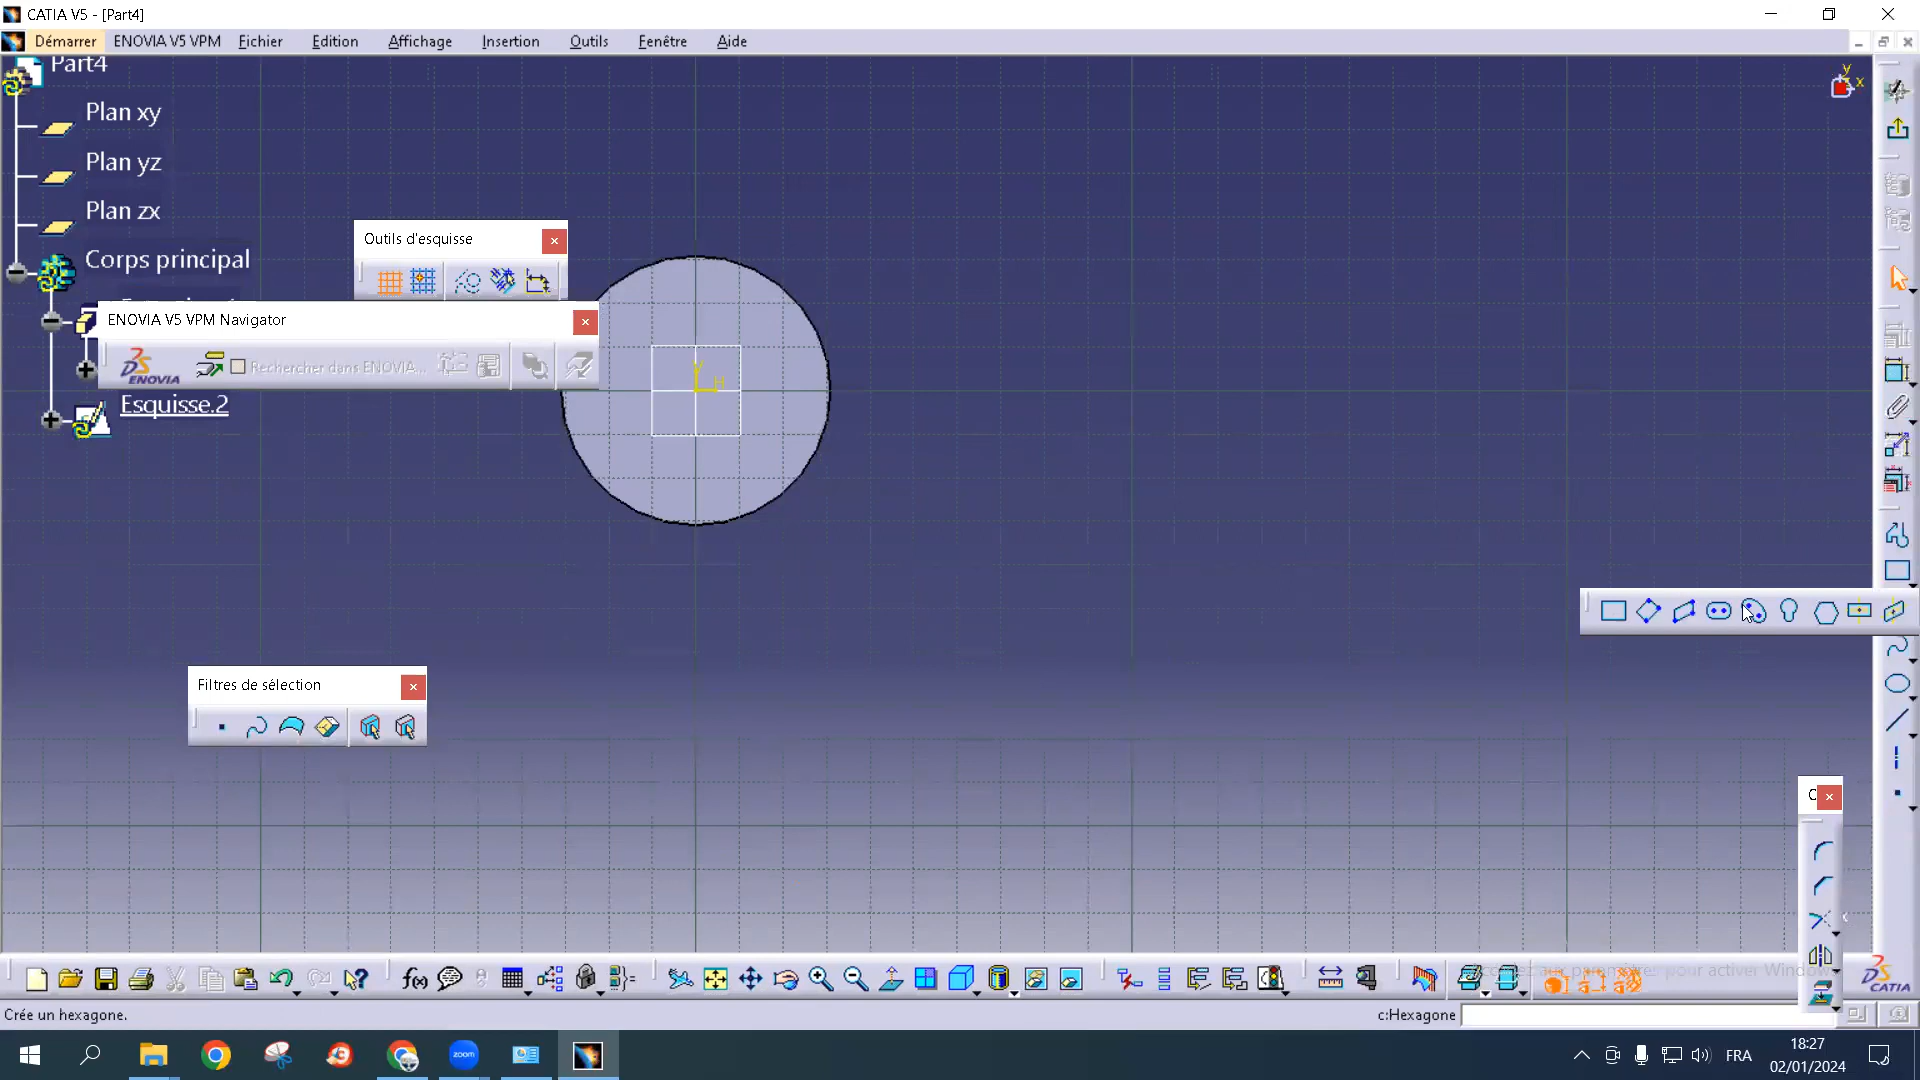 CATIA V5 - [Part4]
Démarrer ENOVIA V5 VPM Fichier Edition Affichage Insertion Outils Fenêtre Aide
Part4
Plan xy
Plan yz
Plan zx
Corps principal
Esquisse.2
Outils d'esquisse
ENOVIA V5 VPM Navigator
ENOVIA
Rechercher dans ENOVIA...
y
x
V
H
Filtres de sélection
C
f(x)
CATIA
Crée un hexagone.
c:Hexagone
zoom
FRA
18:27
02/01/2024